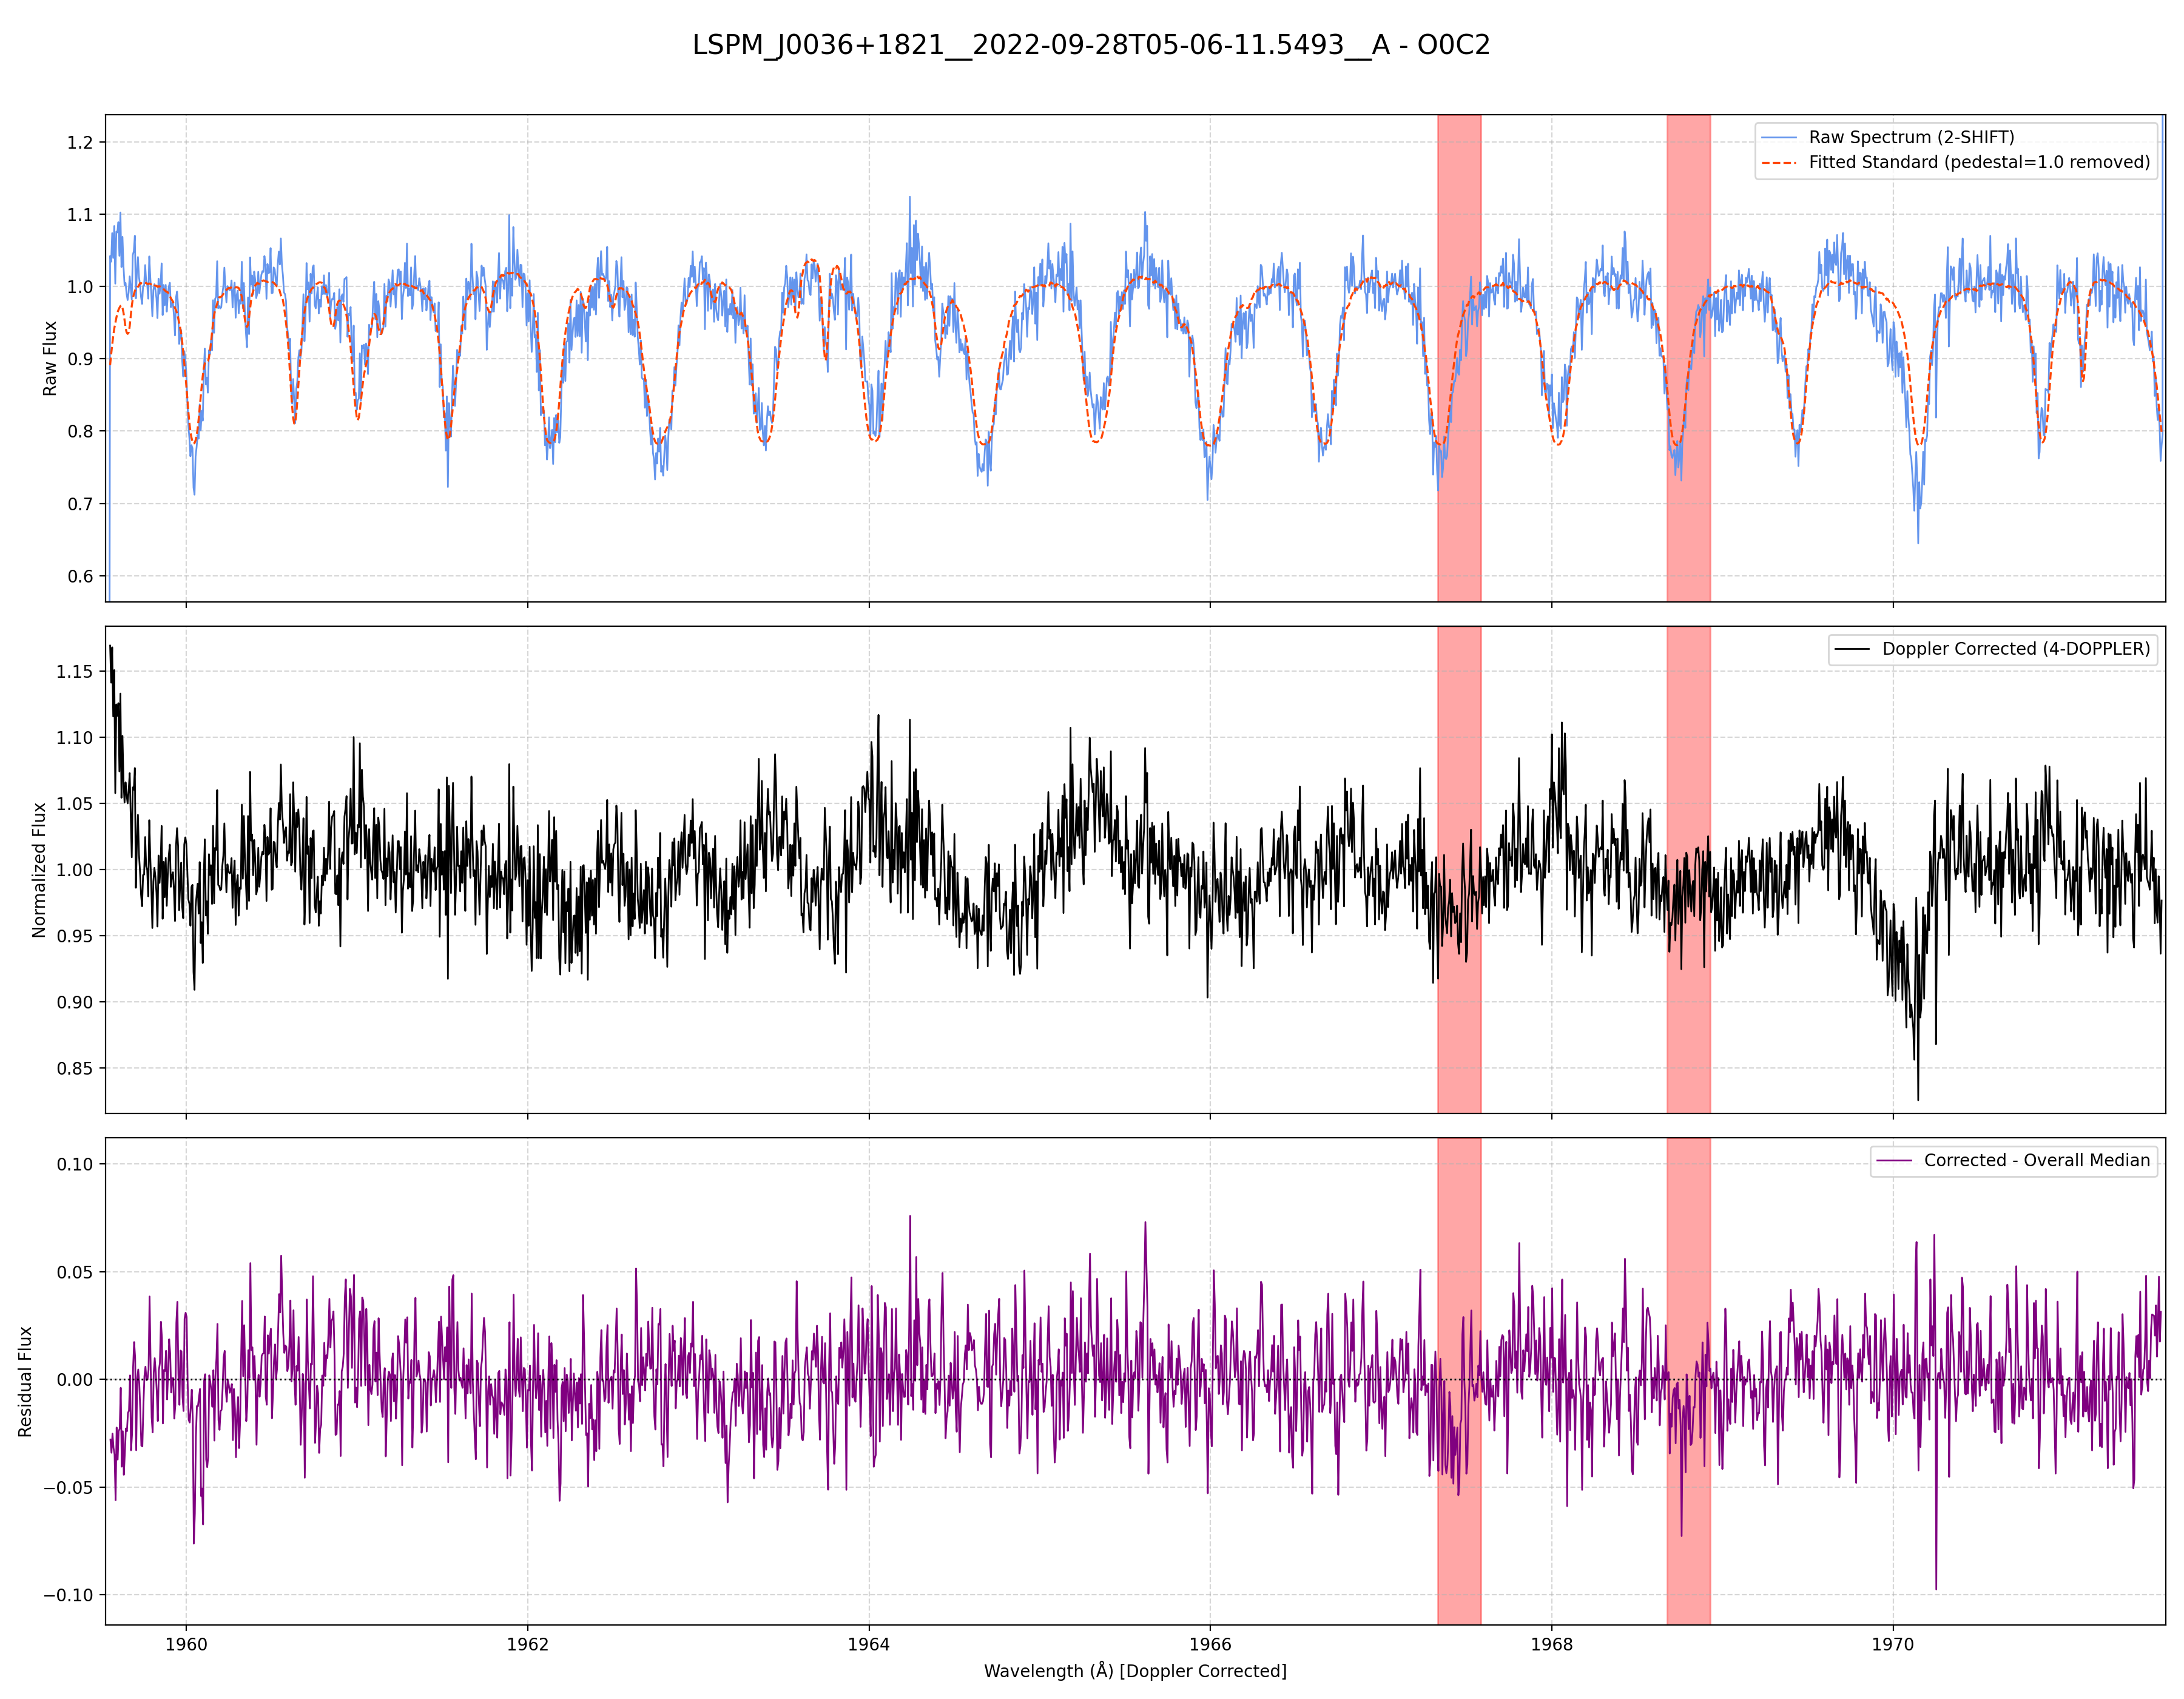 LSPM_J0036+1821__2022-09-28T05-06-11.5493__A - O0C2
Raw Flux
1.2
1.1
1.0
0.9
0.8
0.7
0.6
Raw Spectrum (2-SHIFT)
Fitted Standard (pedestal=1.0 removed)
Normalized Flux
1.15
1.10
1.05
1.00
0.95
0.90
0.85
Doppler Corrected (4-DOPPLER)
Residual Flux
0.10
0.05
0.00
−0.05
−0.10
Corrected - Overall Median
1960 1962 1964 1966 1968 1970
Wavelength (Å) [Doppler Corrected]